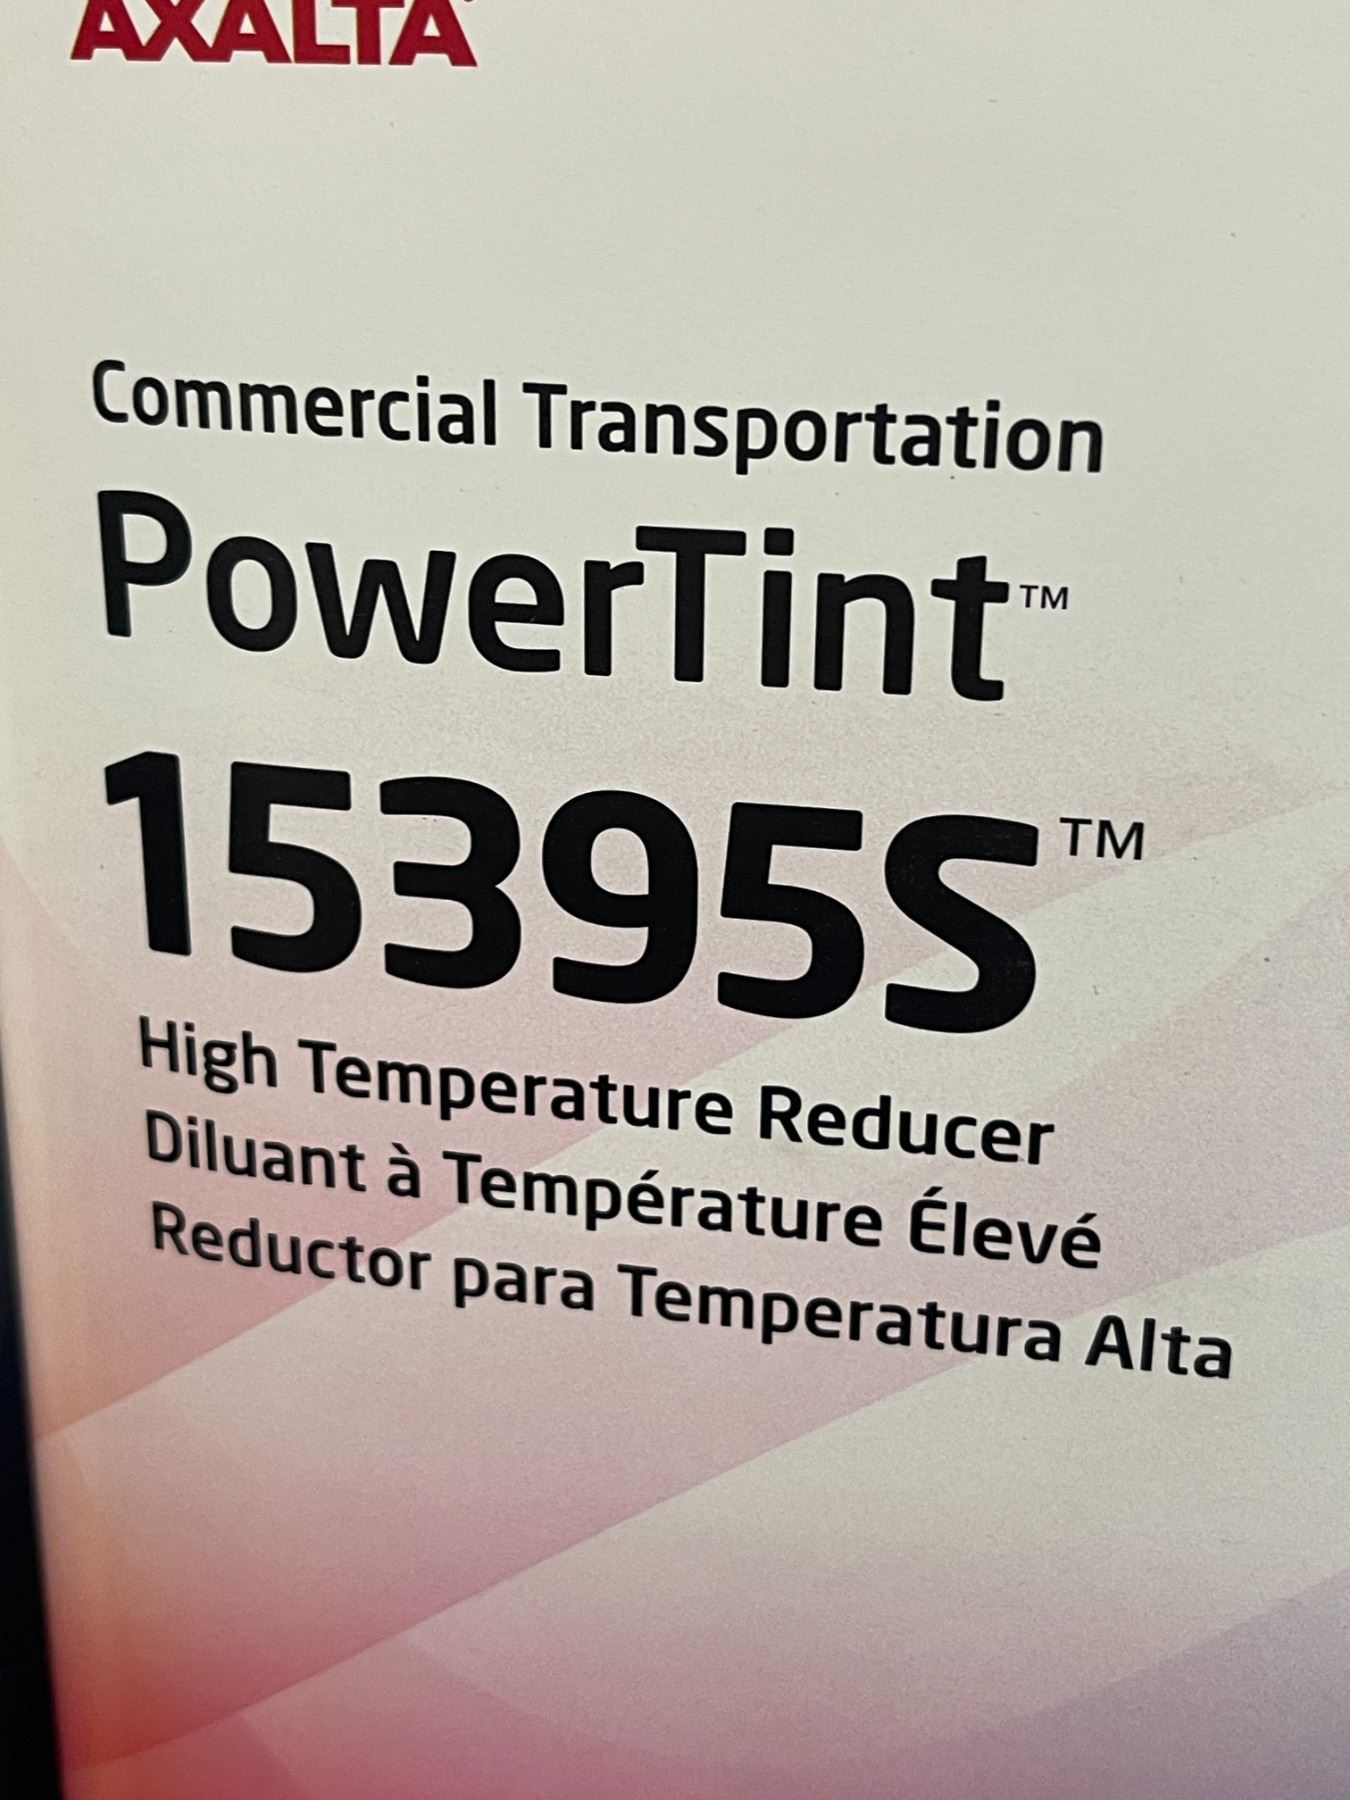 AXALTA
Commercial Transportation
PowerTint™
15395S™
High Temperature Reducer
Diluant à Température Élevé
Reductor para Temperatura Alta